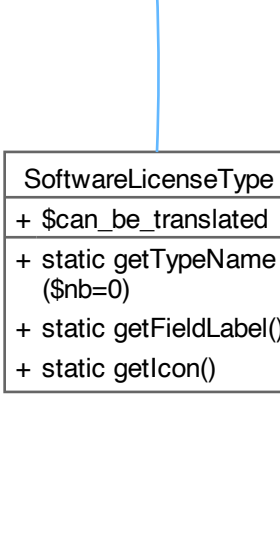 SoftwareLicenseType
+ $can_be_translated
+ static getTypeName
($nb=0)
+ static getFieldLabel()
+ static getIcon()